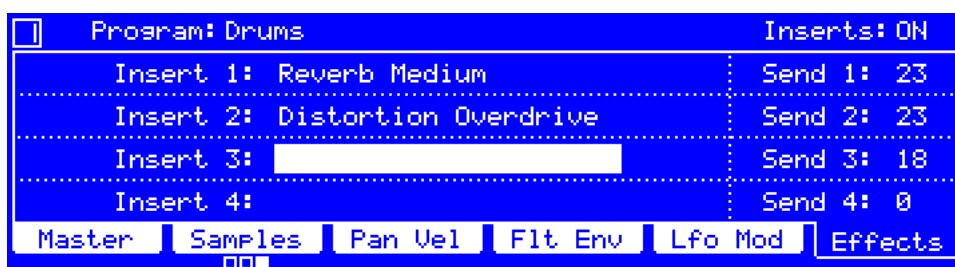 Program: Drums Inserts: ON
Insert 1: Reverb Medium Send 1: 23
Insert 2: Distortion Overdrive Send 2: 23
Insert 3: Send 3: 18
Insert 4: Send 4: 0
Master Samples Pan Vel Flt Env Lfo Mod Effects